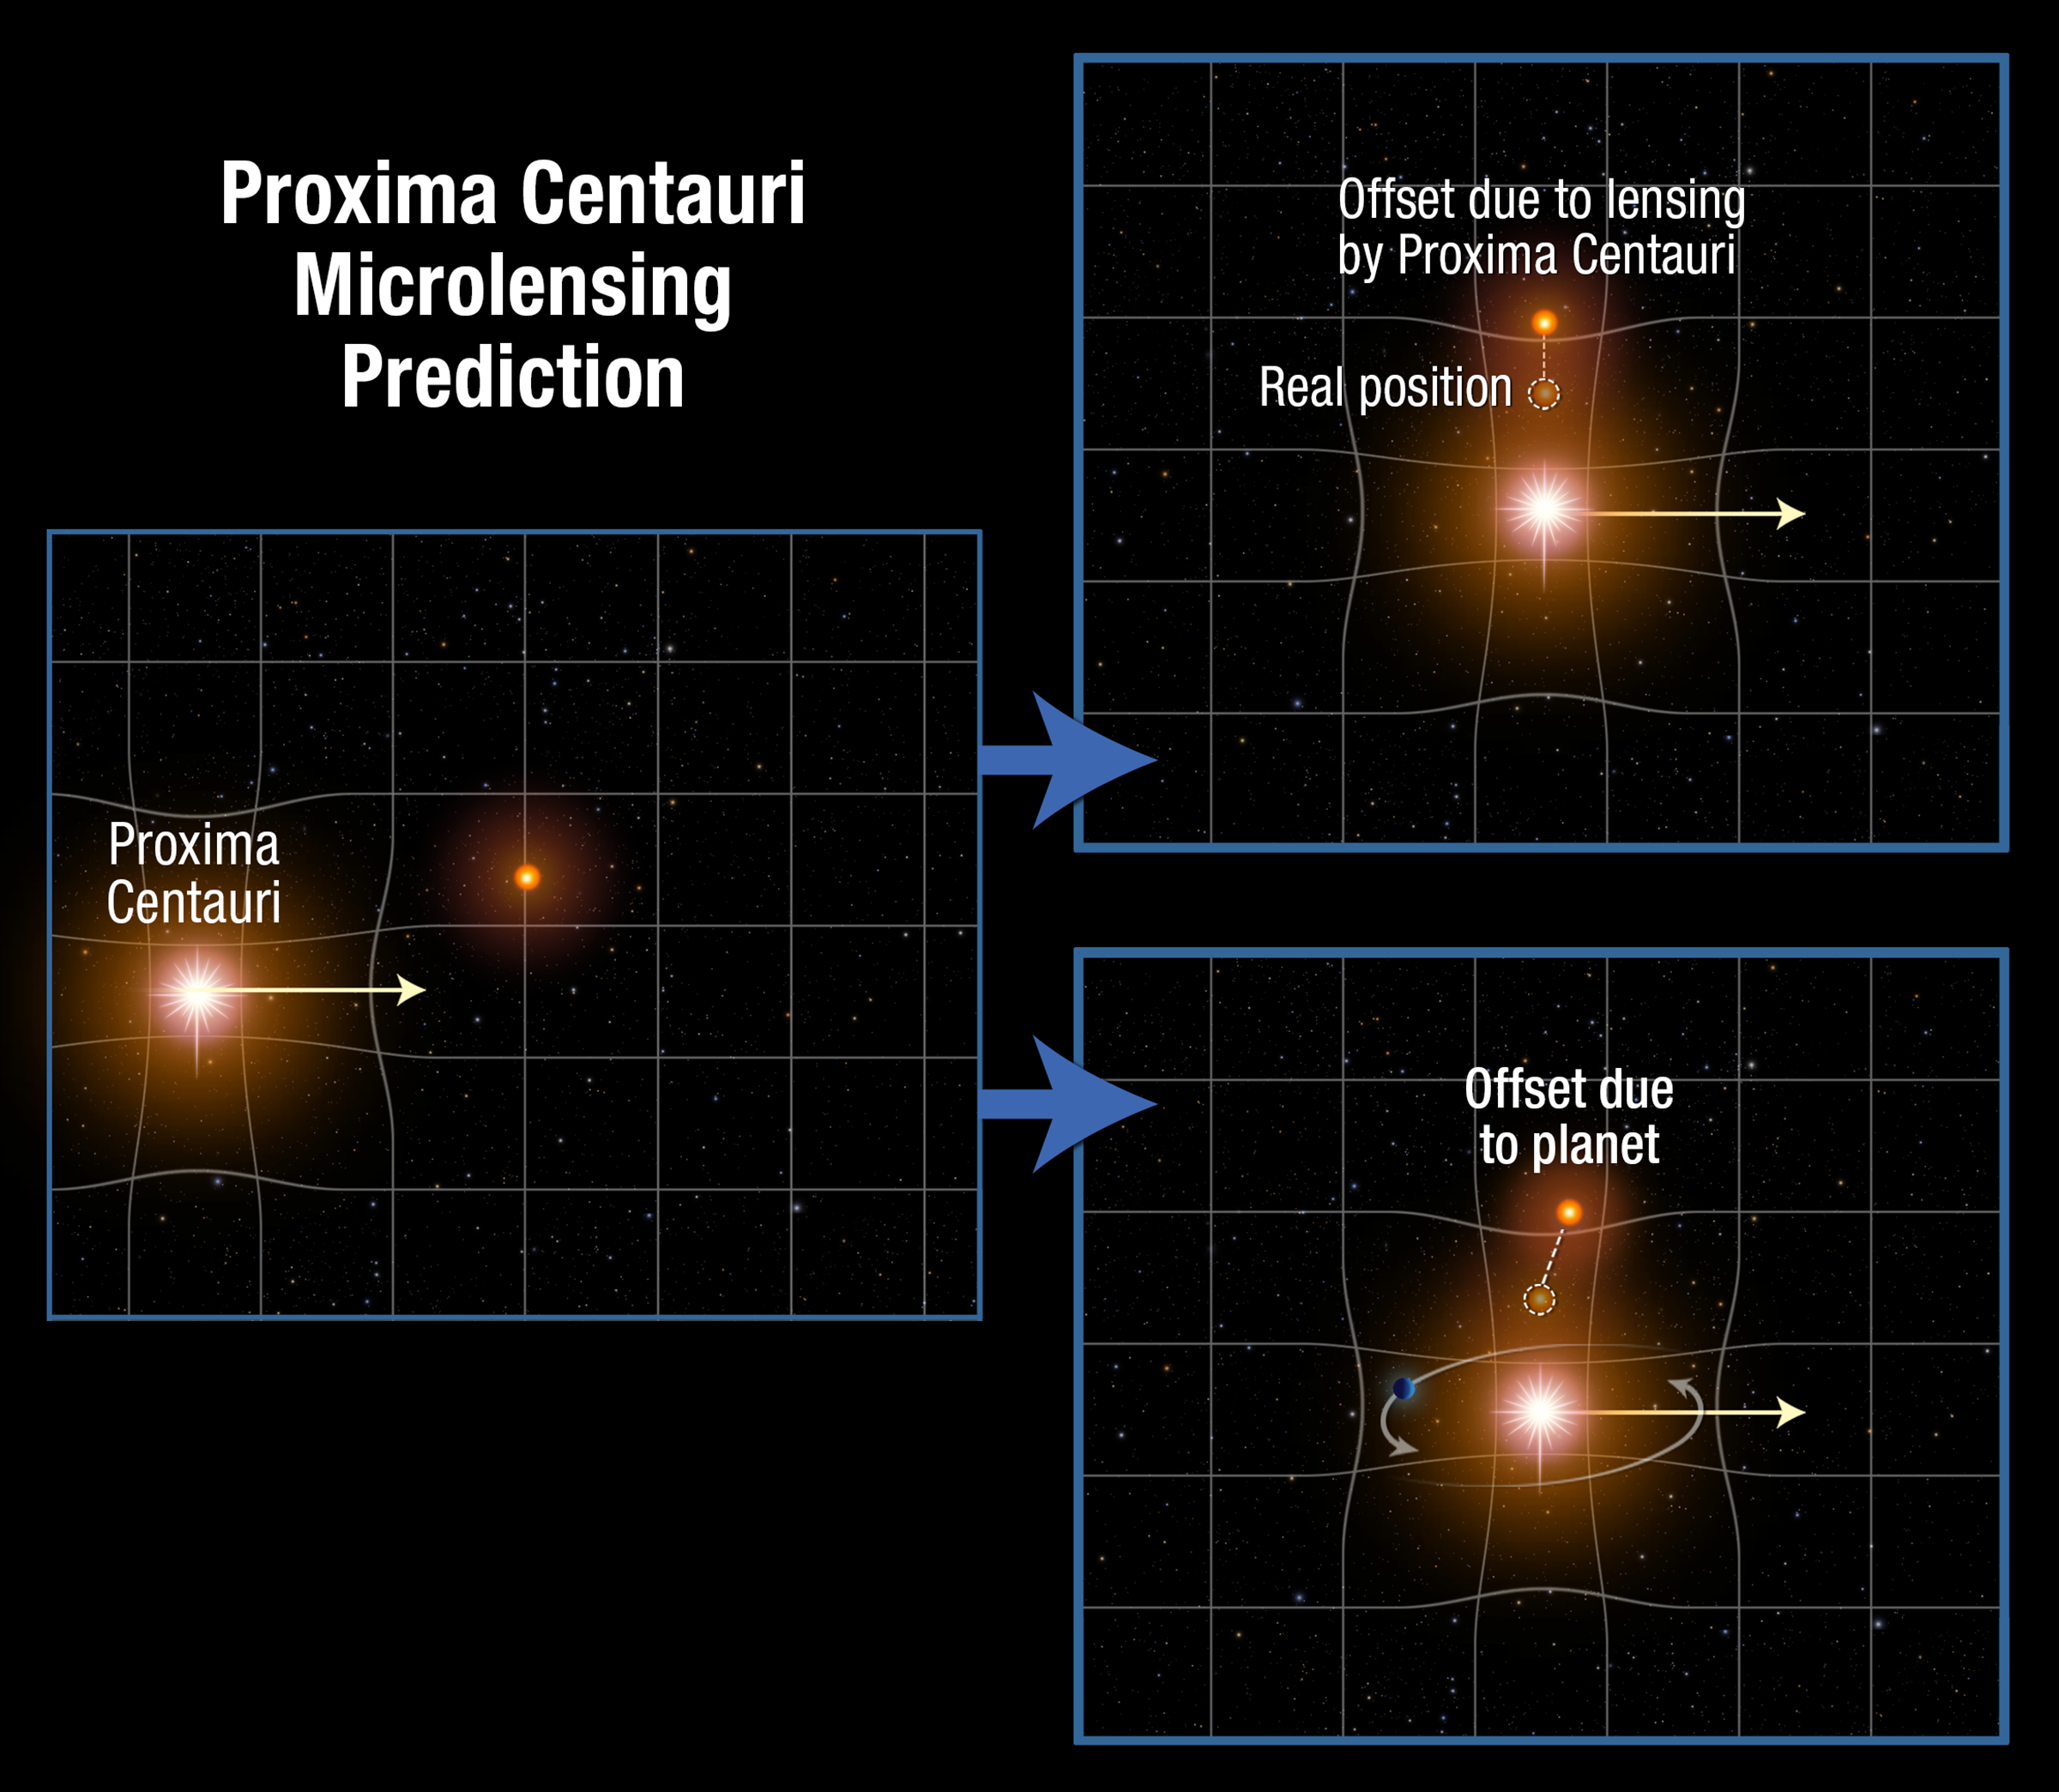 Proxima Centauri
Microlensing
Prediction
Proxima
Centauri
Offset due to lensing
by Proxima Centauri
Real position
Offset due
to planet